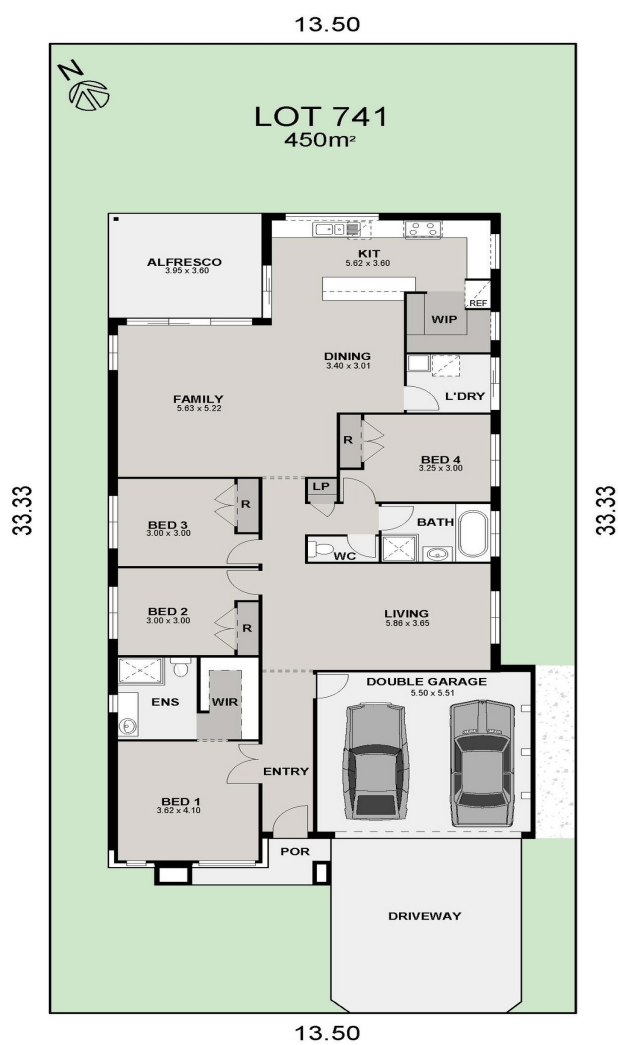 13.50
N
LOT 741
450m²
ALFRESCO
3.95 x 3.60
KIT
5.62 x 3.60
REF
WIP
DINING
3.40 x 3.01
L'DRY
FAMILY
5.63 x 5.22
R
BED 4
3.25 x 3.00
33.33
33.33
LP
R
BED 3
3.00 x 3.00
BATH
WC
BED 2
3.00 x 3.00
R
LIVING
5.86 x 3.65
ENS
WIR
DOUBLE GARAGE
5.50 x 5.51
ENTRY
BED 1
3.62 x 4.10
POR
DRIVEWAY
13.50